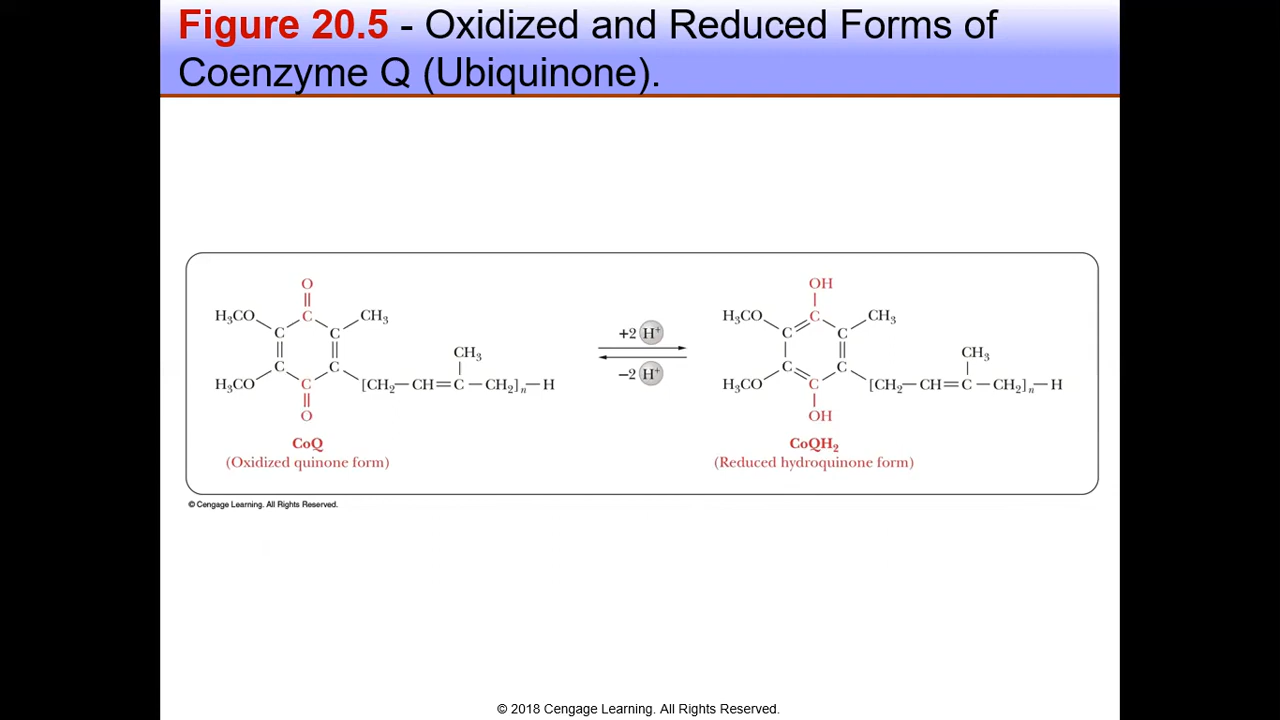 Figure 20.5 - Oxidized and Reduced Forms of
Coenzyme Q (Ubiquinone).
O
H₃CO C CH₃
C C
C C CH₃
H₃CO C [CH₂—CH=C—CH₂]ₙ—H
O
CoQ
(Oxidized quinone form)
+2 H⁺
−2 H⁺
OH
H₃CO C CH₃
C C
C C CH₃
H₃CO C [CH₂—CH=C—CH₂]ₙ—H
OH
CoQH₂
(Reduced hydroquinone form)
© Cengage Learning. All Rights Reserved.
© 2018 Cengage Learning. All Rights Reserved.